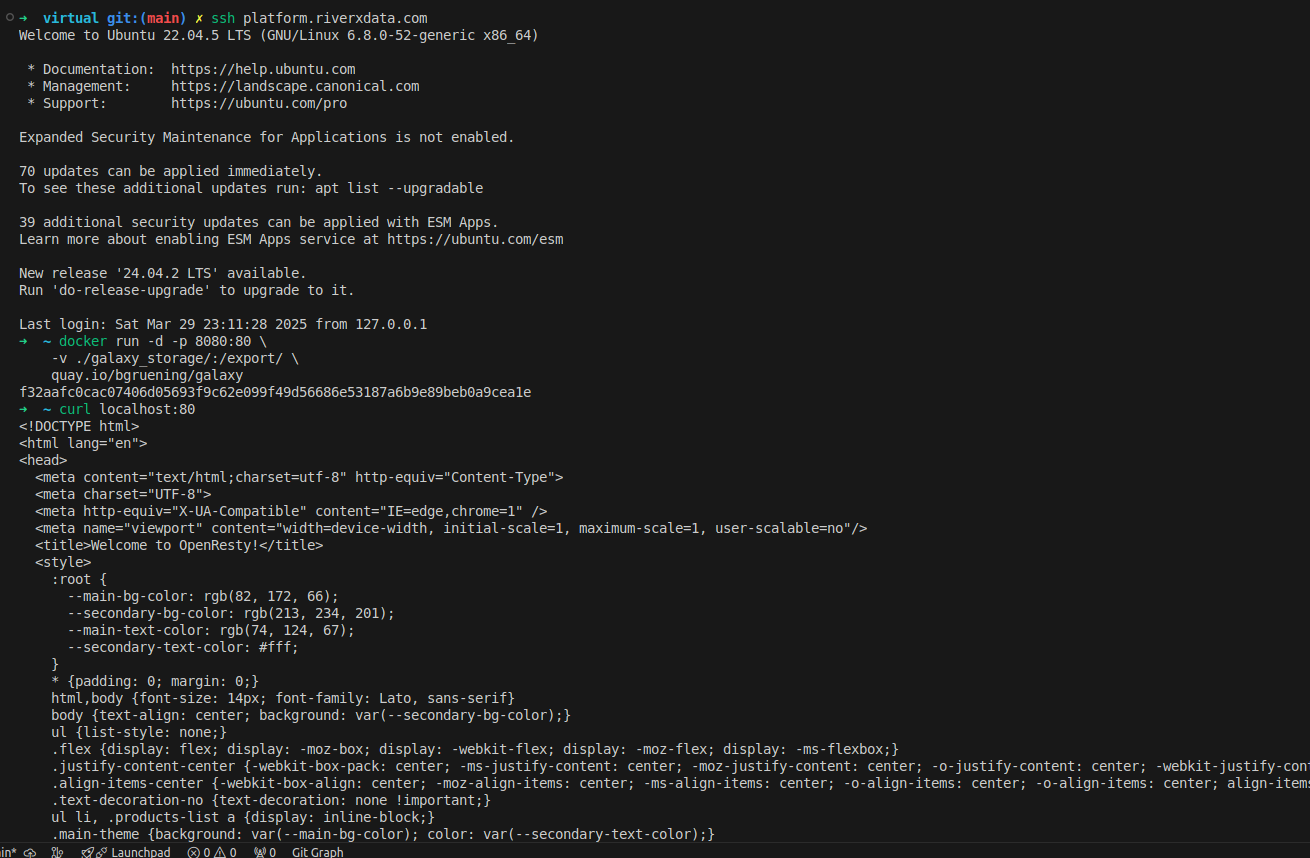 ➜  virtual git:(main) ✗ ssh platform.riverxdata.com
Welcome to Ubuntu 22.04.5 LTS (GNU/Linux 6.8.0-52-generic x86_64)
 * Documentation:  https://help.ubuntu.com
 * Management:     https://landscape.canonical.com
 * Support:        https://ubuntu.com/pro
Expanded Security Maintenance for Applications is not enabled.
70 updates can be applied immediately.
To see these additional updates run: apt list --upgradable
39 additional security updates can be applied with ESM Apps.
Learn more about enabling ESM Apps service at https://ubuntu.com/esm
New release '24.04.2 LTS' available.
Run 'do-release-upgrade' to upgrade to it.
Last login: Sat Mar 29 23:11:28 2025 from 127.0.0.1
➜  ~ docker run -d -p 8080:80 \
    -v ./galaxy_storage/:/export/ \
    quay.io/bgruening/galaxy
f32aafc0cac07406d05693f9c62e099f49d56686e53187a6b9e89beb0a9cea1e
➜  ~ curl localhost:80
<!DOCTYPE html>
<html lang="en">
<head>
  <meta content="text/html;charset=utf-8" http-equiv="Content-Type">
  <meta charset="UTF-8">
  <meta http-equiv="X-UA-Compatible" content="IE=edge,chrome=1" />
  <meta name="viewport" content="width=device-width, initial-scale=1, maximum-scale=1, user-scalable=no"/>
  <title>Welcome to OpenResty!</title>
  <style>
    :root {
      --main-bg-color: rgb(82, 172, 66);
      --secondary-bg-color: rgb(213, 234, 201);
      --main-text-color: rgb(74, 124, 67);
      --secondary-text-color: #fff;
    }
    * {padding: 0; margin: 0;}
    html,body {font-size: 14px; font-family: Lato, sans-serif}
    body {text-align: center; background: var(--secondary-bg-color);}
    ul {list-style: none;}
    .flex {display: flex; display: -moz-box; display: -webkit-flex; display: -moz-flex; display: -ms-flexbox;}
    .justify-content-center {-webkit-box-pack: center; -ms-justify-content: center; -moz-justify-content: center; -o-justify-content: center; -webkit-justify-con
    .align-items-center {-webkit-box-align: center; -moz-align-items: center; -ms-align-items: center; -o-align-items: center; -o-align-items: center; align-items
    .text-decoration-no {text-decoration: none !important;}
    ul li, .products-list a {display: inline-block;}
    .main-theme {background: var(--main-bg-color); color: var(--secondary-text-color);}
in* Launchpad 0 0 0 Git Graph